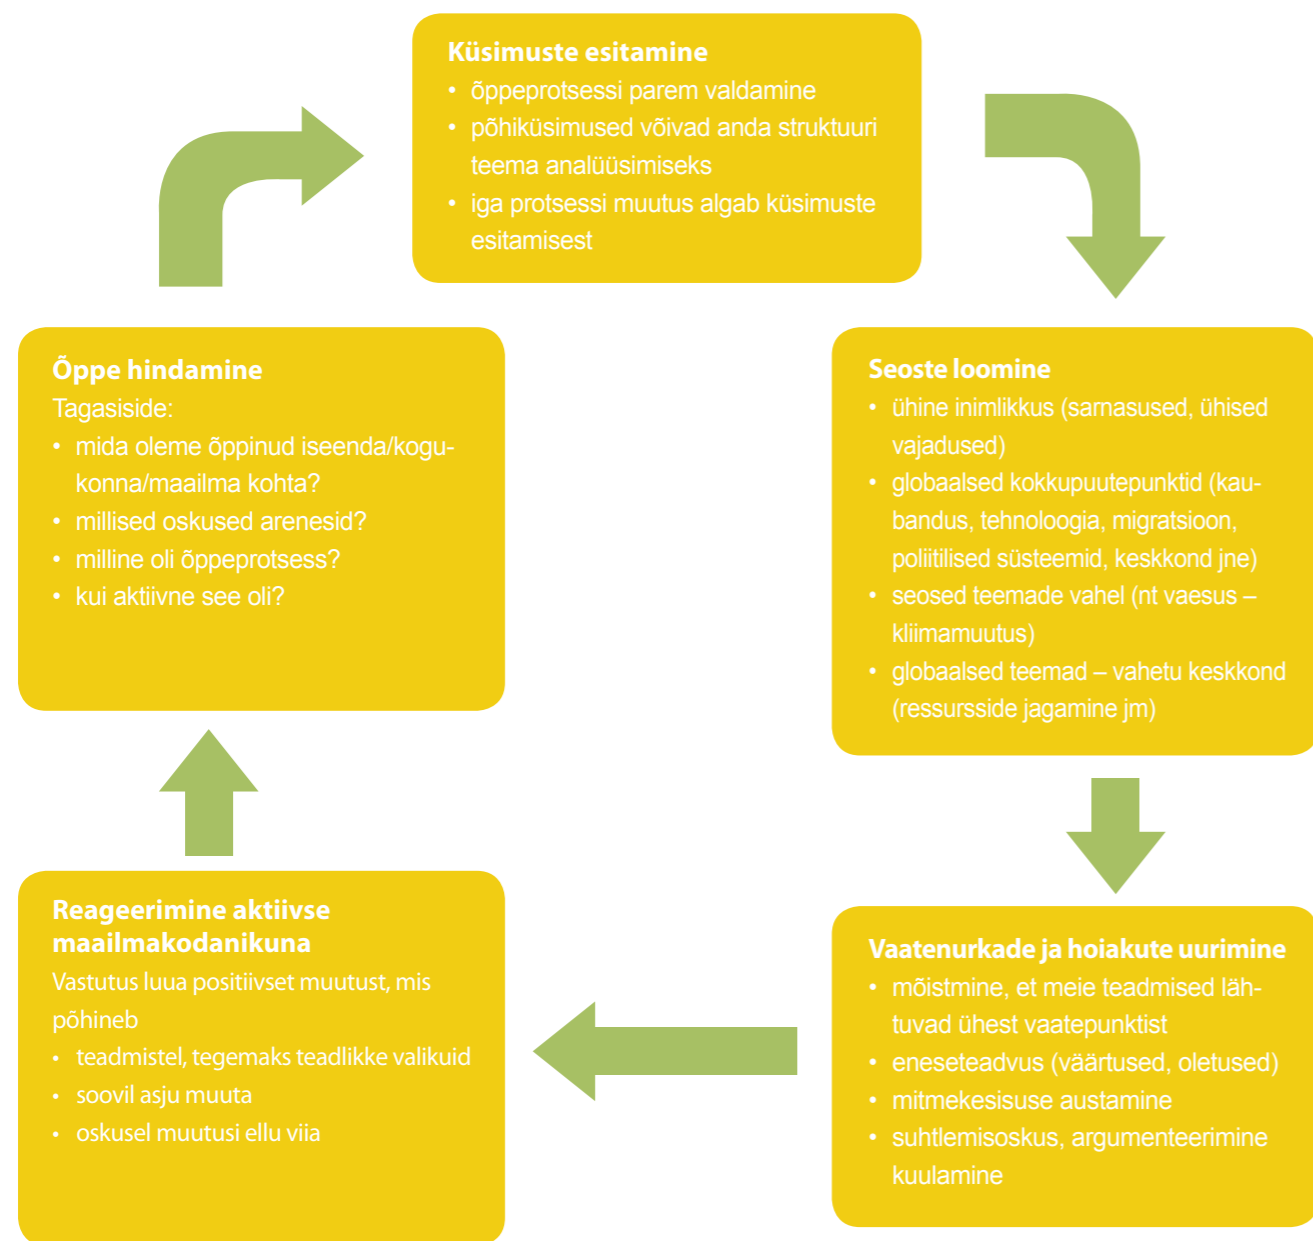 Küsimuste esitamine
• õppeprotsessi parem valdamine
• põhiküsimused võivad anda struktuuri
teema analüüsimiseks
• iga protsessi muutus algab küsimuste
esitamisest
Seoste loomine
• ühine inimlikkus (sarnasused, ühised
vajadused)
• globaalsed kokkupuutepunktid (kau-
bandus, tehnoloogia, migratsioon,
poliitilised süsteemid, keskkond jne)
• seosed teemade vahel (nt vaesus –
kliimamuutus)
• globaalsed teemad – vahetu keskkond
(ressursside jagamine jm)
Vaatenurkade ja hoiakute uurimine
• mõistmine, et meie teadmised läh-
tuvad ühest vaatepunktist
• eneseteadvus (väärtused, oletused)
• mitmekesisuse austamine
• suhtlemisoskus, argumenteerimine
kuulamine
Reageerimine aktiivse
maailmakodanikuna
Vastutus luua positiivset muutust, mis
põhineb
• teadmistel, tegemaks teadlikke valikuid
• soovil asju muuta
• oskusel muutusi ellu viia
Õppe hindamine
Tagasiside:
• mida oleme õppinud iseenda/kogu-
konna/maailma kohta?
• millised oskused arenesid?
• milline oli õppeprotsess?
• kui aktiivne see oli?